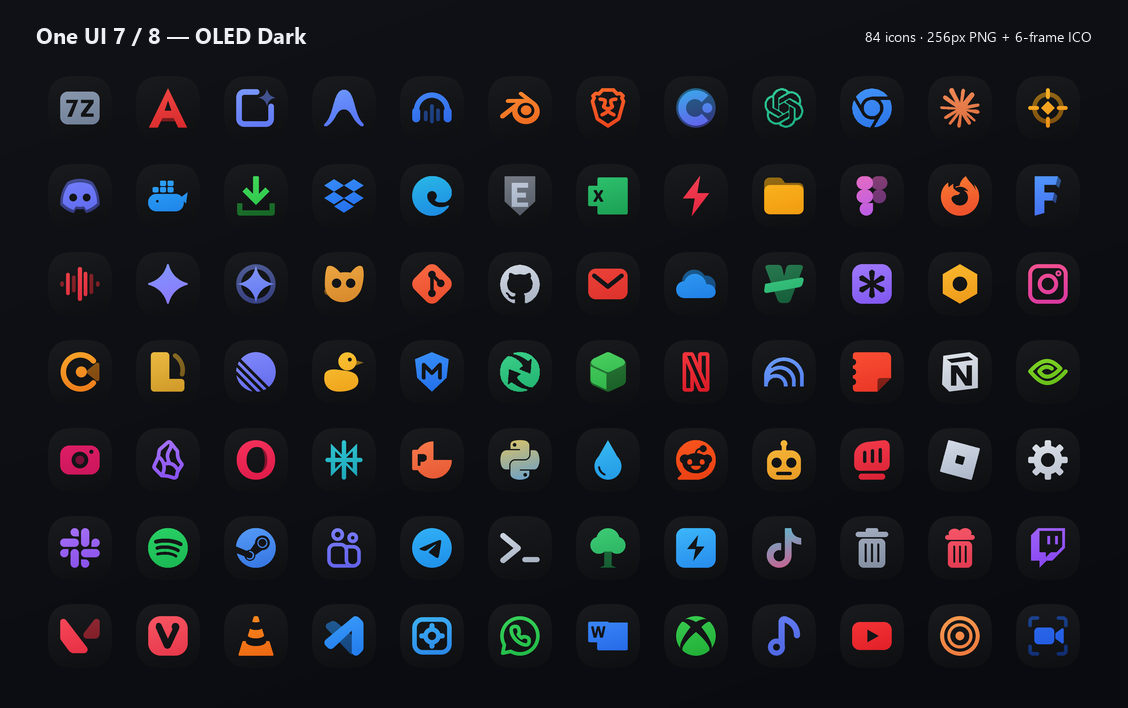 One UI 7 / 8 — OLED Dark
84 icons · 256px PNG + 6-frame ICO
7Z
E
X
N
W